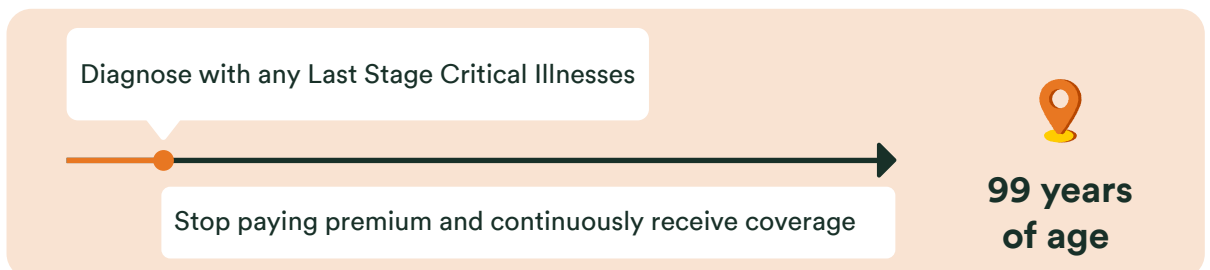 Diagnose with any Last Stage Critical Illnesses
Stop paying premium and continuously receive coverage
99 years
of age